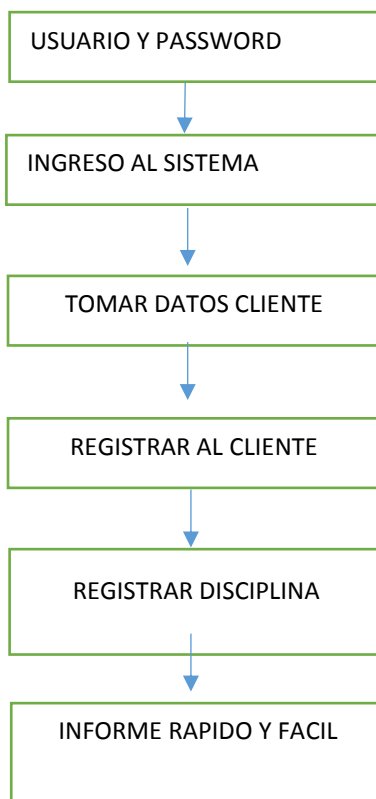 USUARIO Y PASSWORD
INGRESO AL SISTEMA
TOMAR DATOS CLIENTE
REGISTRAR AL CLIENTE
REGISTRAR DISCIPLINA
INFORME RAPIDO Y FACIL